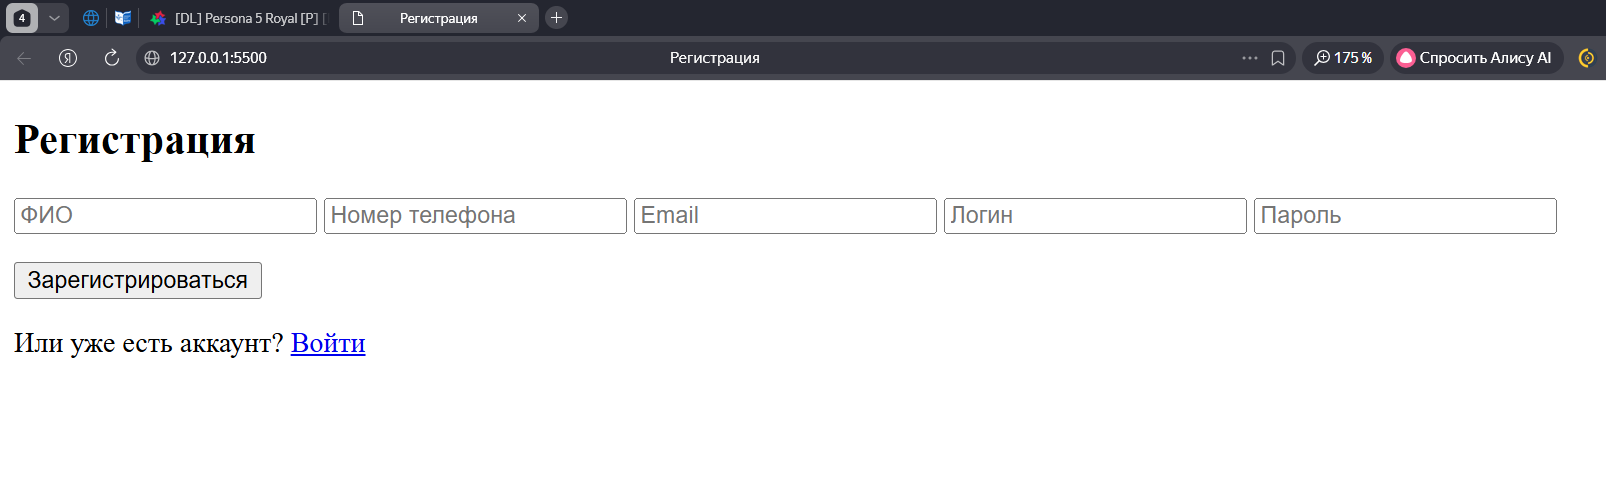 4 [DL] Persona 5 Royal [P] [ Регистрация
Я 127.0.0.1:5500 Регистрация 175 % Спросить Алису AI
Регистрация
ФИО Номер телефона Email Логин Пароль
Зарегистрироваться
Или уже есть аккаунт? Войти